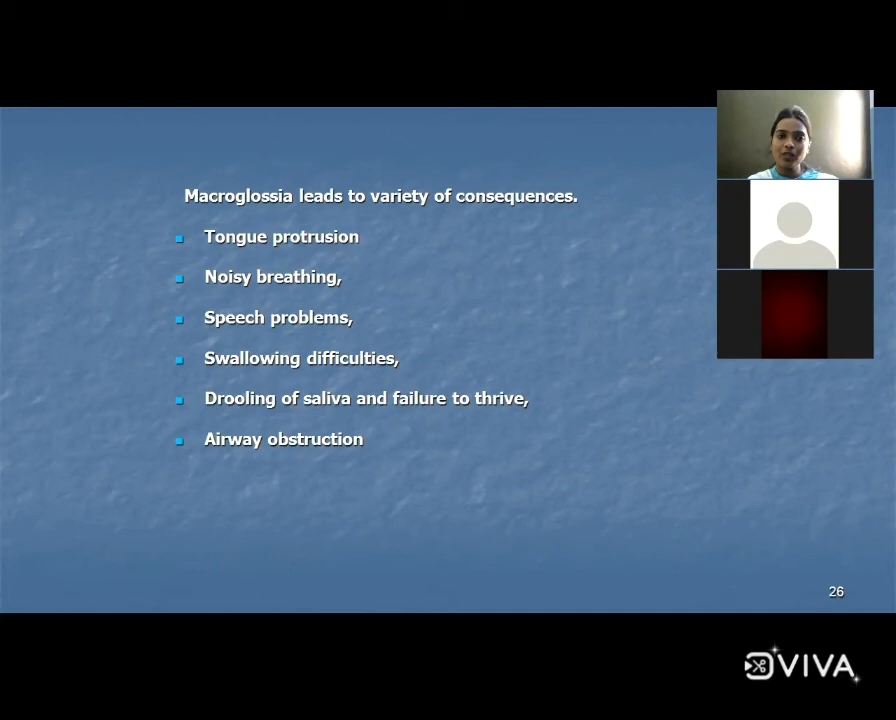 Macroglossia leads to variety of consequences.
Tongue protrusion
Noisy breathing,
Speech problems,
Swallowing difficulties,
Drooling of saliva and failure to thrive,
Airway obstruction
26
VIVA